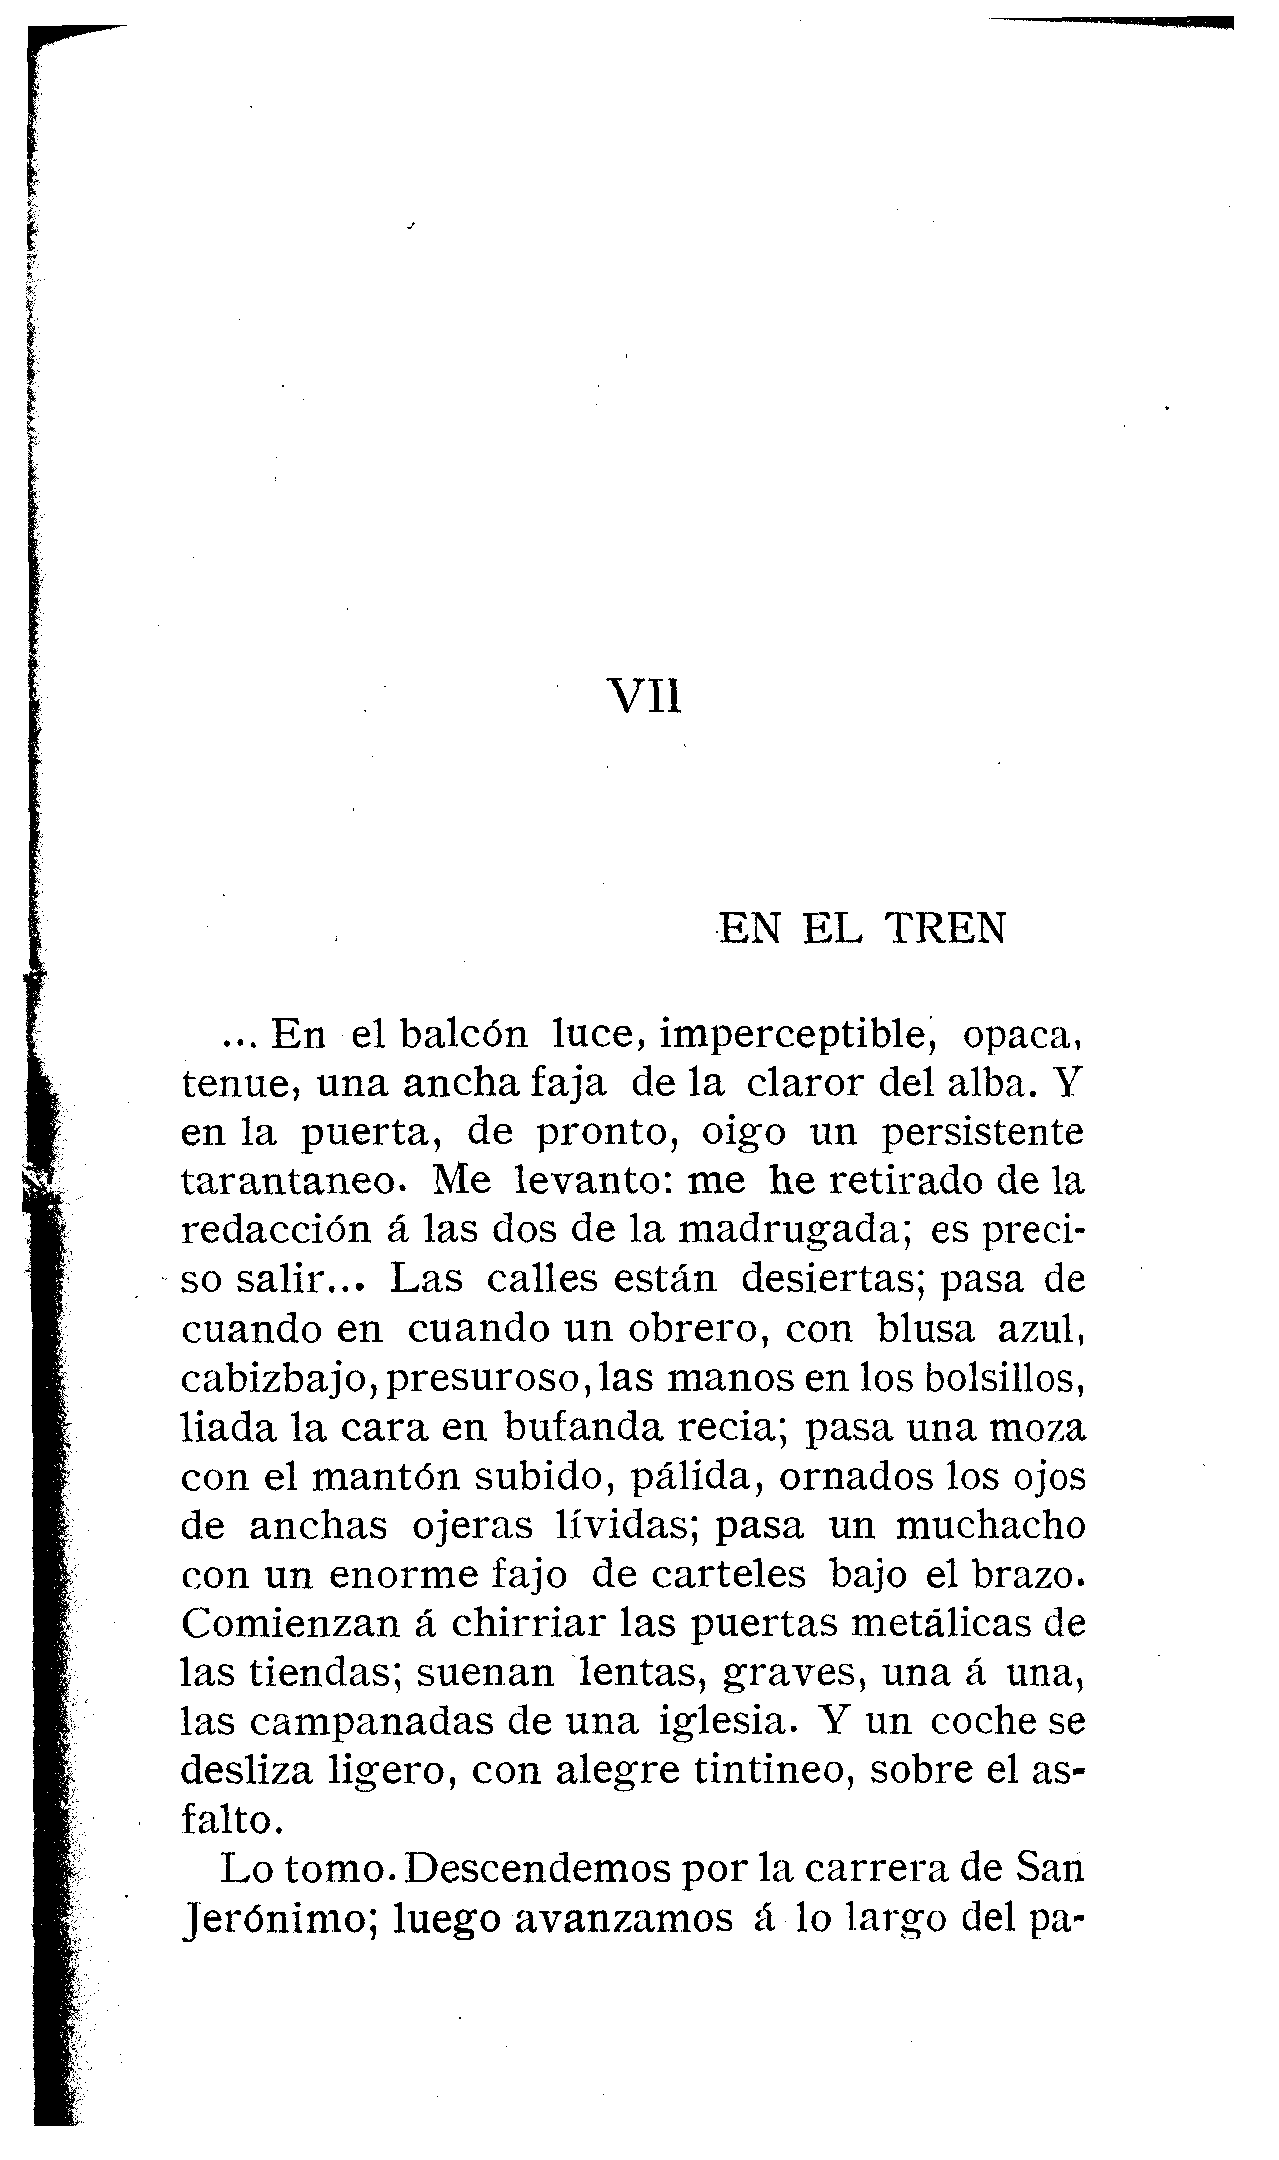 VII
EN EL TREN
... En el balcón luce, imperceptible, opaca,
tenue, una ancha faja de la claror del alba. Y
en la puerta, de pronto, oigo un persistente
tarantaneo. Me levanto: me he retirado de la
redacción á las dos de la madrugada; es preci-
so salir... Las calles están desiertas; pasa de
cuando en cuando un obrero, con blusa azul,
cabizbajo, presuroso, las manos en los bolsillos,
liada la cara en bufanda recia; pasa una moza
con el mantón subido, pálida, ornados los ojos
de anchas ojeras lívidas; pasa un muchacho
con un enorme fajo de carteles bajo el brazo.
Comienzan á chirriar las puertas metálicas de
las tiendas; suenan lentas, graves, una á una,
las campanadas de una iglesia. Y un coche se
desliza ligero, con alegre tintineo, sobre el as-
falto.
Lo tomo. Descendemos por la carrera de San
Jerónimo; luego avanzamos á lo largo del pa-